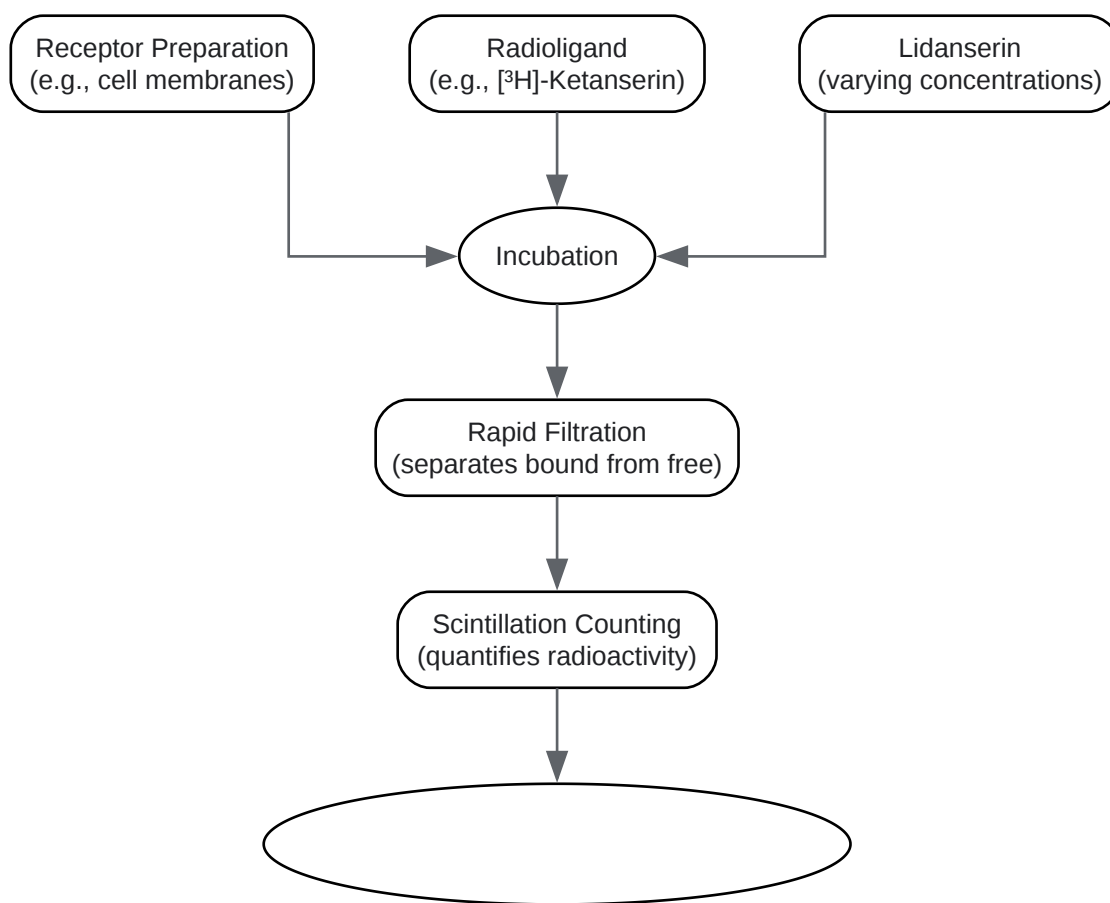 Receptor Preparation
(e.g., cell membranes)
Radioligand
(e.g., [³H]-Ketanserin)
Lidanserin
(varying concentrations)
Incubation
Rapid Filtration
(separates bound from free)
Scintillation Counting
(quantifies radioactivity)